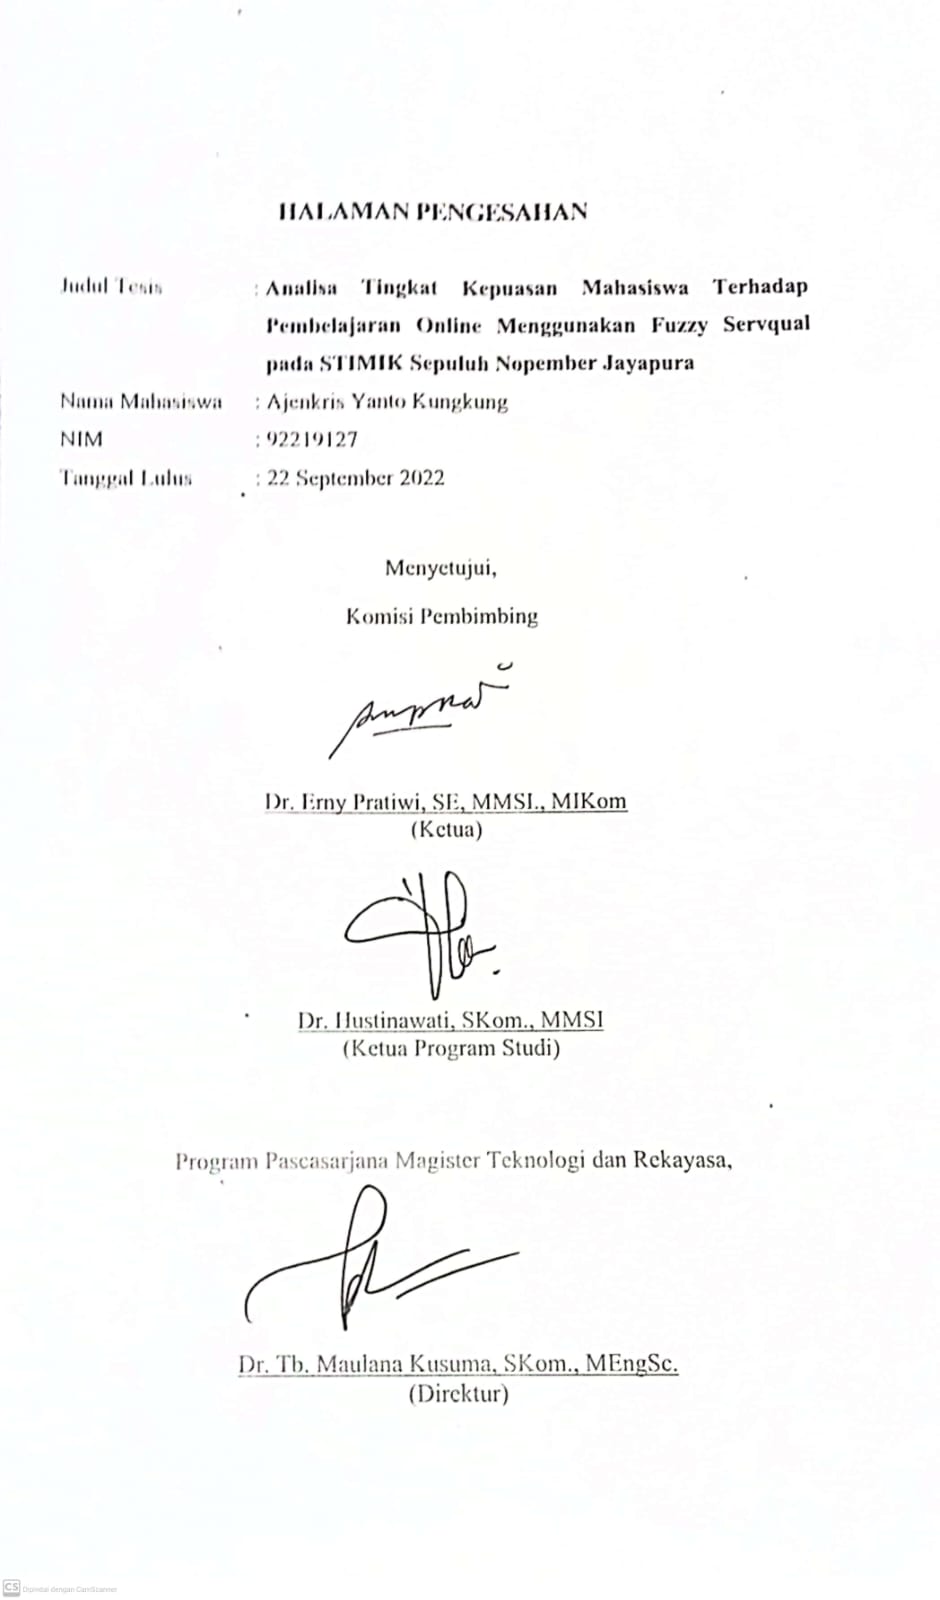 HALAMAN PENGESAHAN
Judul Tesis : Analisa Tingkat Kepuasan Mahasiswa Terhadap
Pembelajaran Online Menggunakan Fuzzy Servqual
pada STIMIK Sepuluh Nopember Jayapura
Nama Mahasiswa : Ajenkris Yanto Kungkung
NIM : 92219127
Tanggal Lulus : 22 September 2022
Menyetujui,
Komisi Pembimbing
Dr. Erny Pratiwi, SE, MMSI., MIKom
(Ketua)
Dr. Hustinawati, SKom., MMSI
(Ketua Program Studi)
Program Pascasarjana Magister Teknologi dan Rekayasa,
Dr. Tb. Maulana Kusuma, SKom., MEngSc.
(Direktur)
CS Dipindai dengan CamScanner